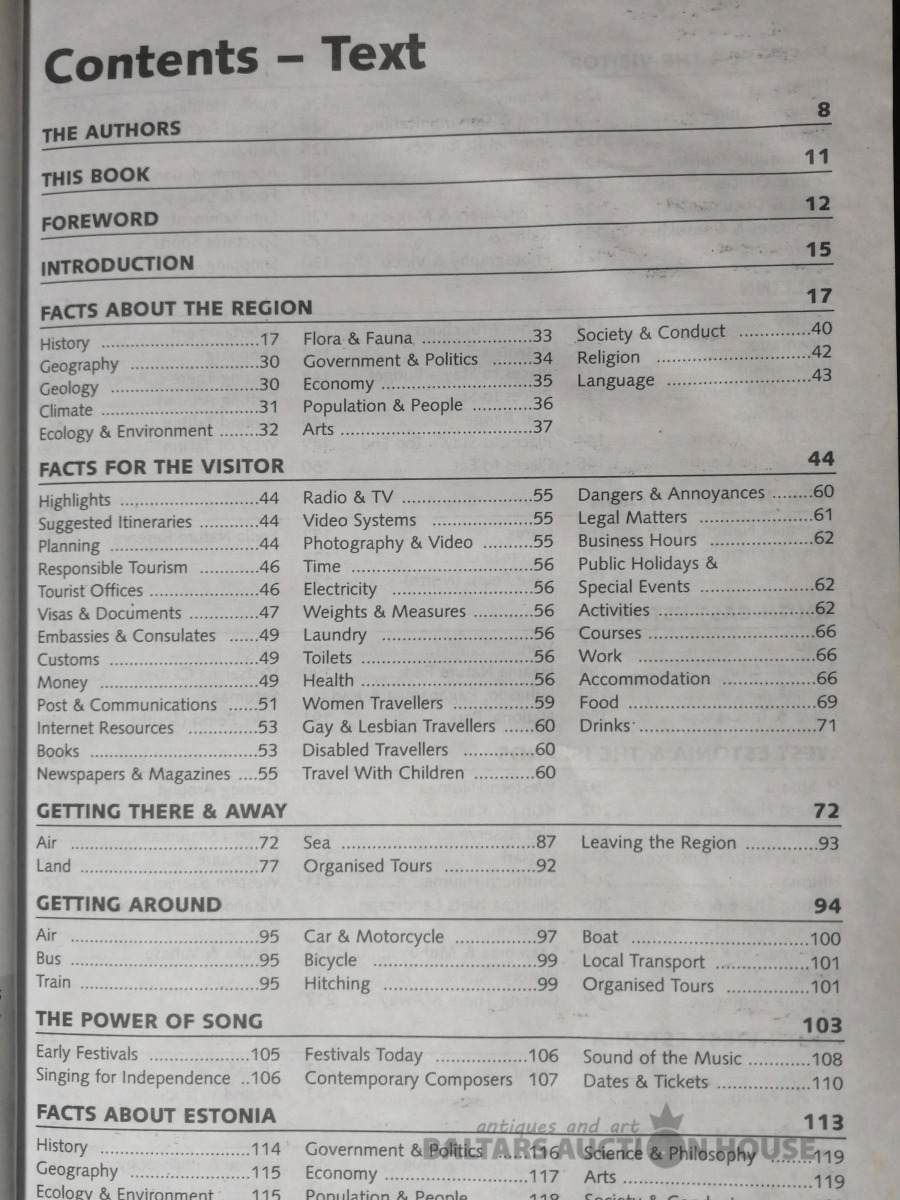 Contents – Text
THE AUTHORS 8
THIS BOOK 11
FOREWORD 12
INTRODUCTION 15
FACTS ABOUT THE REGION 17
History ............................17
Geography ........................30
Geology ............................30
Climate .............................31
Ecology & Environment ........32
Flora & Fauna ....................33
Government & Politics ........34
Economy ..........................35
Population & People ...........36
Arts ..................................37
Society & Conduct .............40
Religion ...........................42
Language .........................43
FACTS FOR THE VISITOR 44
Highlights .........................44
Suggested Itineraries ...........44
Planning ...........................44
Responsible Tourism ...........46
Tourist Offices ...................46
Visas & Documents .............47
Embassies & Consulates ......49
Customs ...........................49
Money ..............................49
Post & Communications ......51
Internet Resources .............53
Books ...............................53
Newspapers & Magazines ....55
Radio & TV .......................55
Video Systems ..................55
Photography & Video .........55
Time ................................56
Electricity .........................56
Weights & Measures ..........56
Laundry ...........................56
Toilets .............................56
Health .............................56
Women Travellers .............59
Gay & Lesbian Travellers .....60
Disabled Travellers ............60
Travel With Children ..........60
Dangers & Annoyances ........60
Legal Matters ...................61
Business Hours .................62
Public Holidays &
Special Events ..................62
Activities .........................62
Courses ...........................66
Work ..............................66
Accommodation ...............66
Food ...............................69
Drinks .............................71
GETTING THERE & AWAY 72
Air ...................................72
Land ................................77
Sea ..................................87
Organised Tours ................92
Leaving the Region ............93
GETTING AROUND 94
Air ...................................95
Bus ..................................95
Train ................................95
Car & Motorcycle ..............97
Bicycle .............................99
Hitching ...........................99
Boat ..............................100
Local Transport ...............101
Organised Tours ..............101
THE POWER OF SONG 103
Early Festivals ..................105
Singing for Independence ..106
Festivals Today ................106
Contemporary Composers 107
Sound of the Music ...........108
Dates & Tickets ...............110
FACTS ABOUT ESTONIA 113
History ...........................114
Geography ......................115
Ecology & Environment 115
Government & Politics ......116
Economy ........................117
Population & People 118
Science & Philosophy ........119
Arts ...............................119
antiques and art
BALTARS AUCTION HOUSE